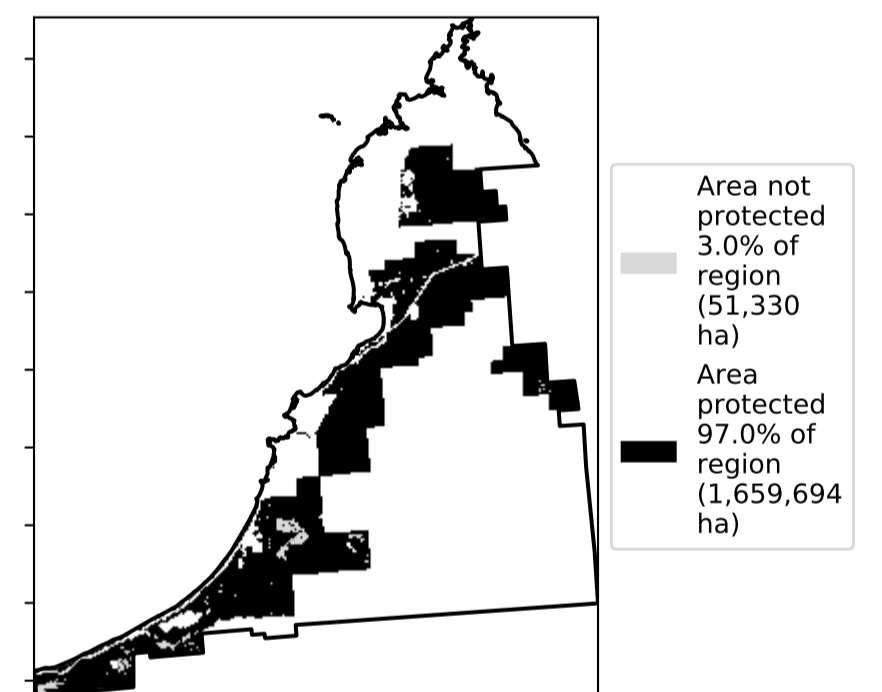 Area not
protected
3.0% of
region
(51,330
ha)
Area
protected
97.0% of
region
(1,659,694
ha)